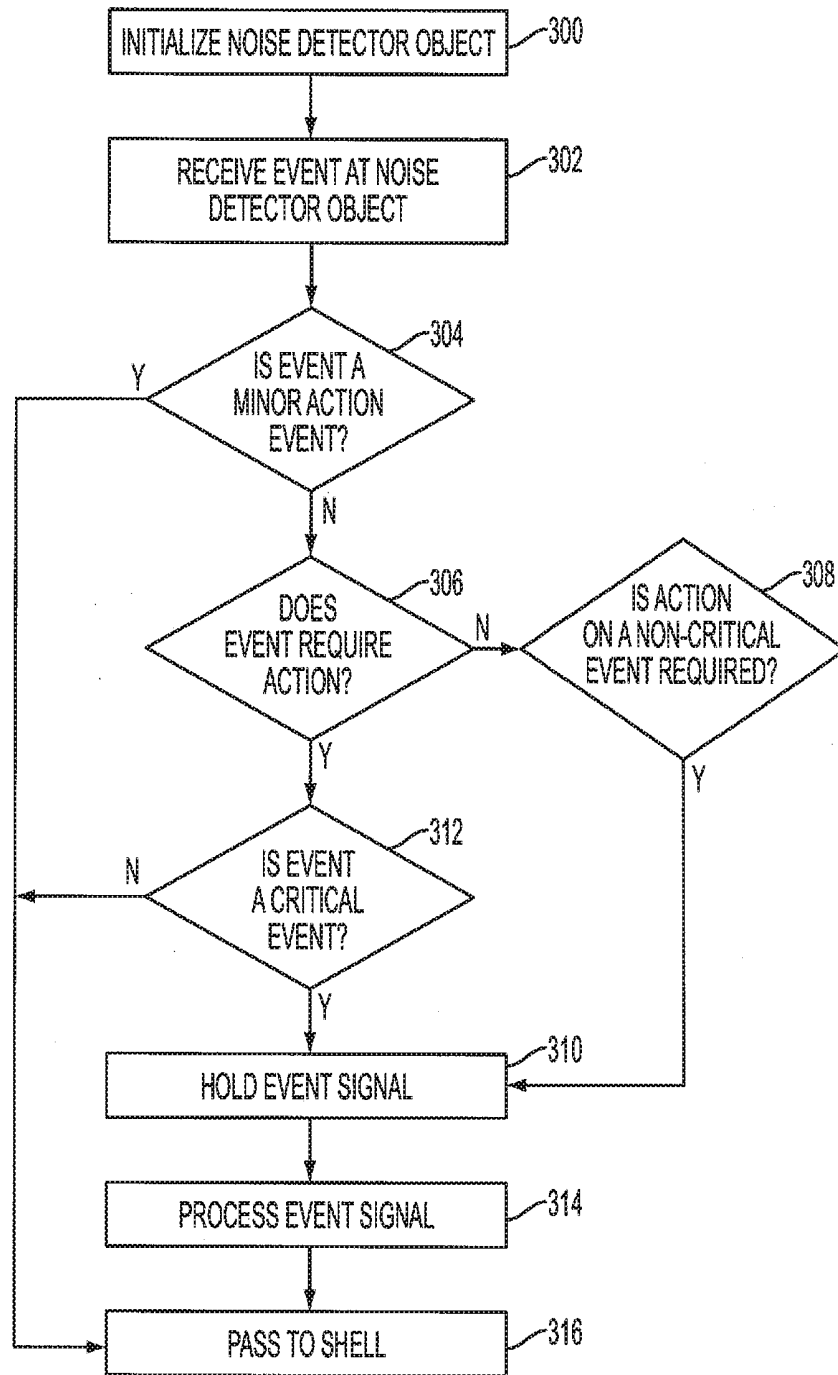 INITIALIZE NOISE DETECTOR OBJECT
300
RECEIVE EVENT AT NOISE
DETECTOR OBJECT
302
304
IS EVENT A
MINOR ACTION
EVENT?
Y
N
306
DOES
EVENT REQUIRE
ACTION?
N
308
IS ACTION
ON A NON-CRITICAL
EVENT REQUIRED?
Y
Y
312
IS EVENT
A CRITICAL
EVENT?
N
Y
310
HOLD EVENT SIGNAL
PROCESS EVENT SIGNAL
314
PASS TO SHELL
316